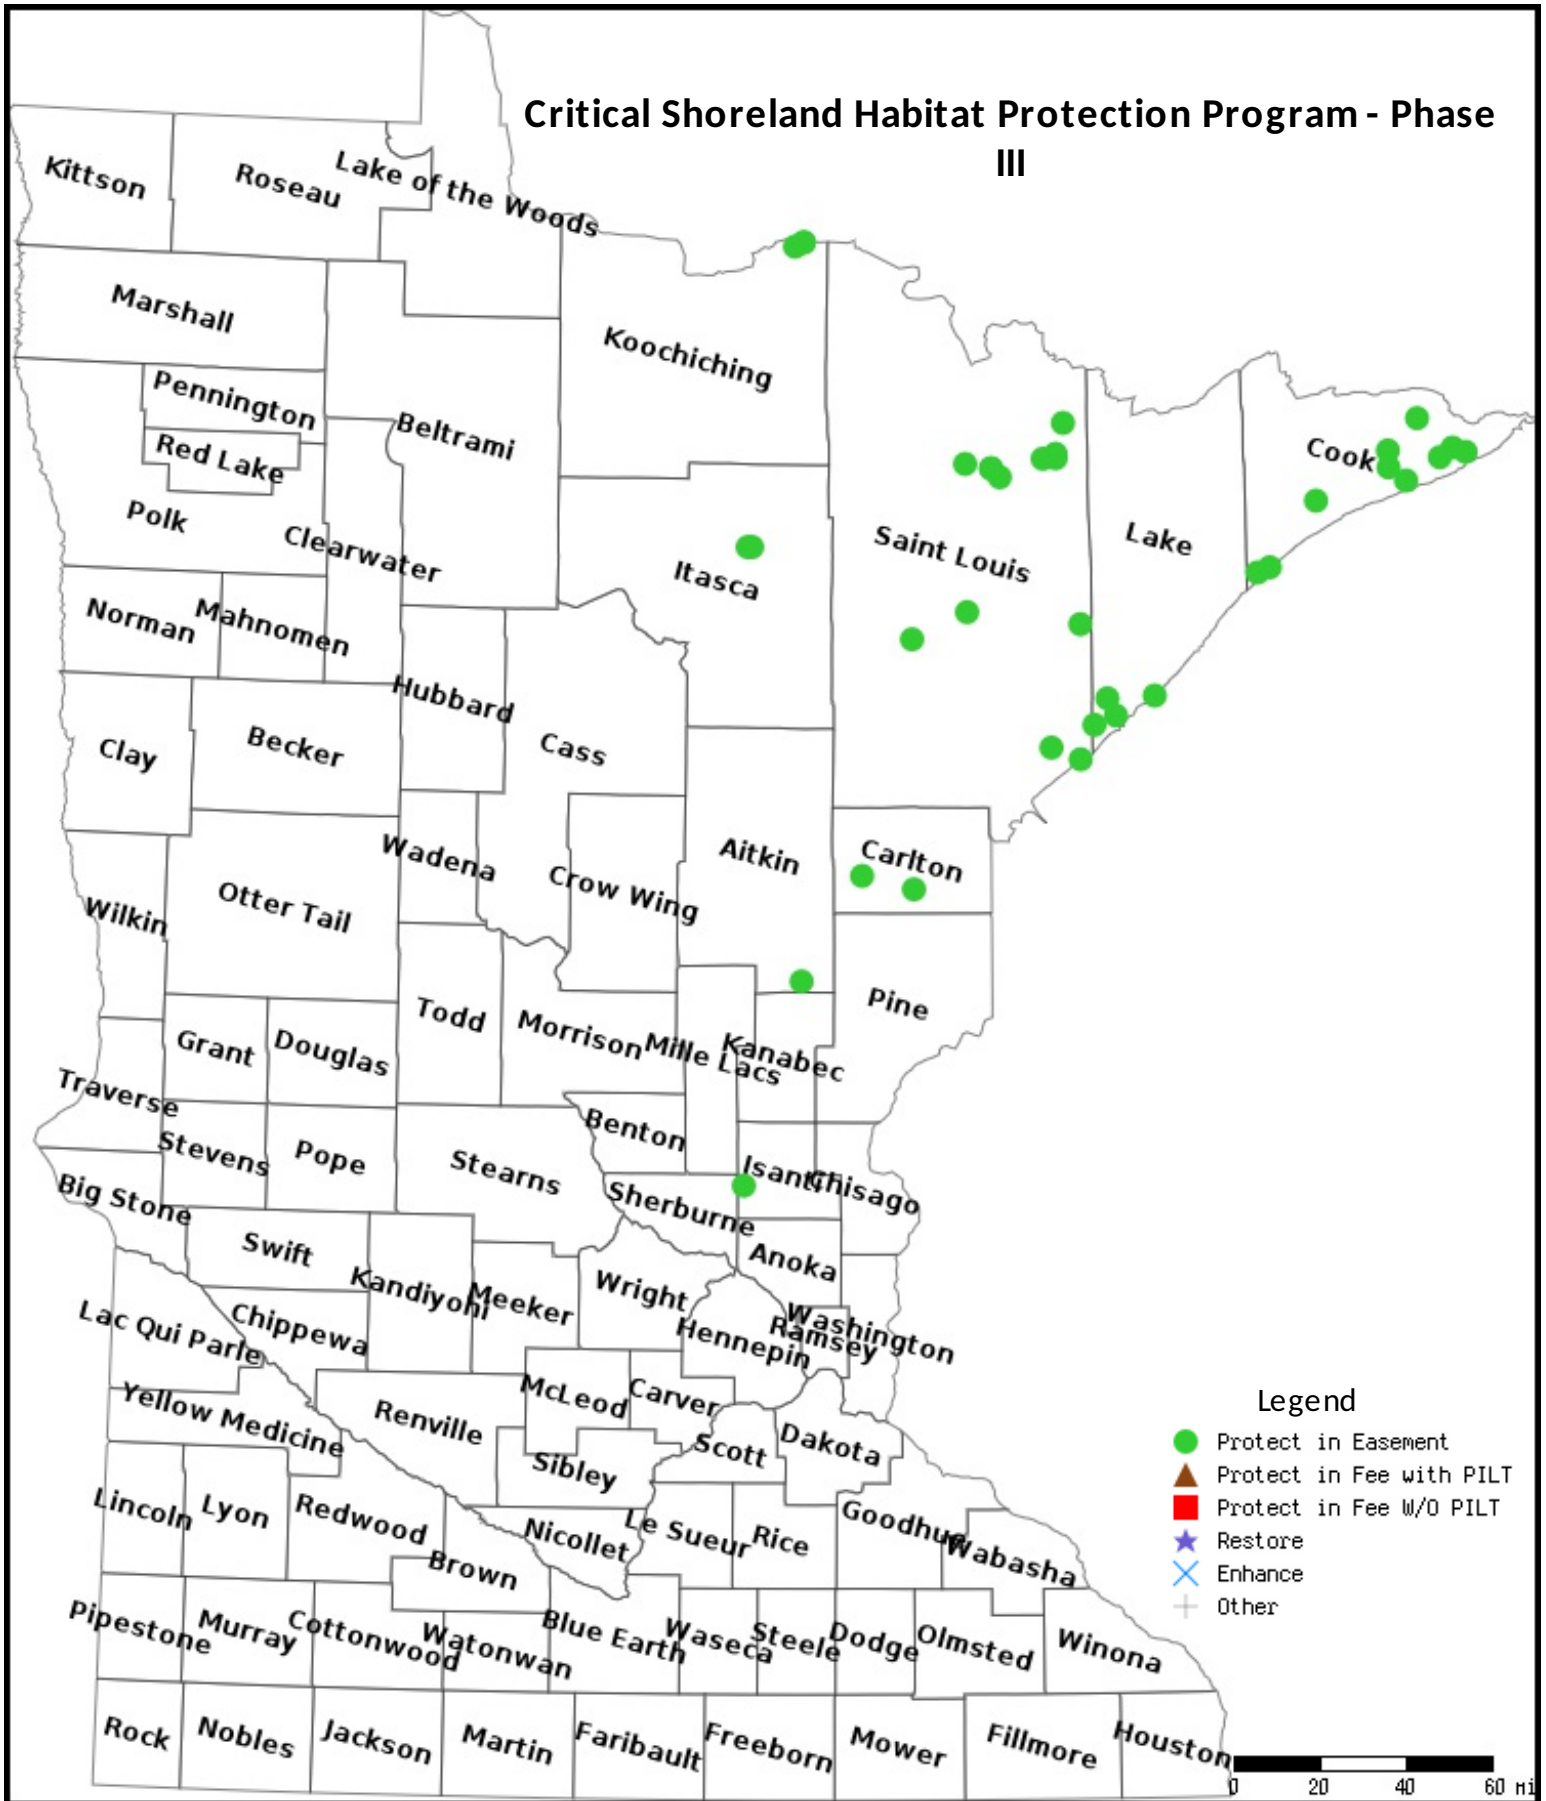 Critical Shoreland Habitat Protection Program - Phase
III
Kittson
Roseau
Lake of the Woods
Marshall
Koochiching
Pennington
Beltrami
Red Lake
Cook
Polk
Clearwater
Saint Louis
Lake
Itasca
Norman
Mahnomen
Hubbard
Clay
Becker
Cass
Wadena
Aitkin
Carlton
Crow Wing
Otter Tail
Wilkin
Pine
Todd
Morrison
Mille Lacs
Kanabec
Grant
Douglas
Traverse
Benton
Stevens
Pope
Stearns
Isanti
Chisago
Big Stone
Sherburne
Swift
Anoka
Kandiyohi
Meeker
Wright
Washington
Ramsey
Hennepin
Lac Qui Parle
Chippewa
McLeod
Carver
Yellow Medicine
Renville
Scott
Dakota
Sibley
Legend
Protect in Easement
Protect in Fee with PILT
Protect in Fee W/O PILT
Restore
Enhance
Other
Lincoln
Lyon
Redwood
Nicollet
Le Sueur
Rice
Goodhue
Wabasha
Brown
Pipestone
Murray
Cottonwood
Watonwan
Blue Earth
Waseca
Steele
Dodge
Olmsted
Winona
Rock
Nobles
Jackson
Martin
Faribault
Freeborn
Mower
Fillmore
Houston
0 20 40 60 mi